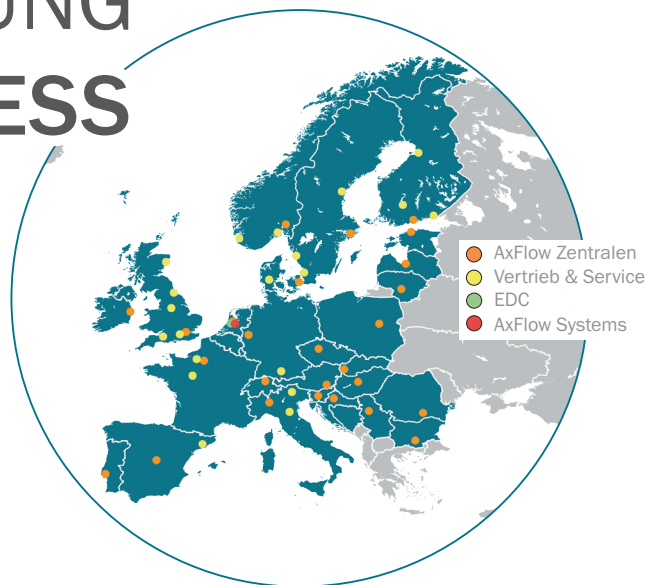 UNG
ESS
AxFlow Zentralen
Vertrieb & Service
EDC
AxFlow Systems